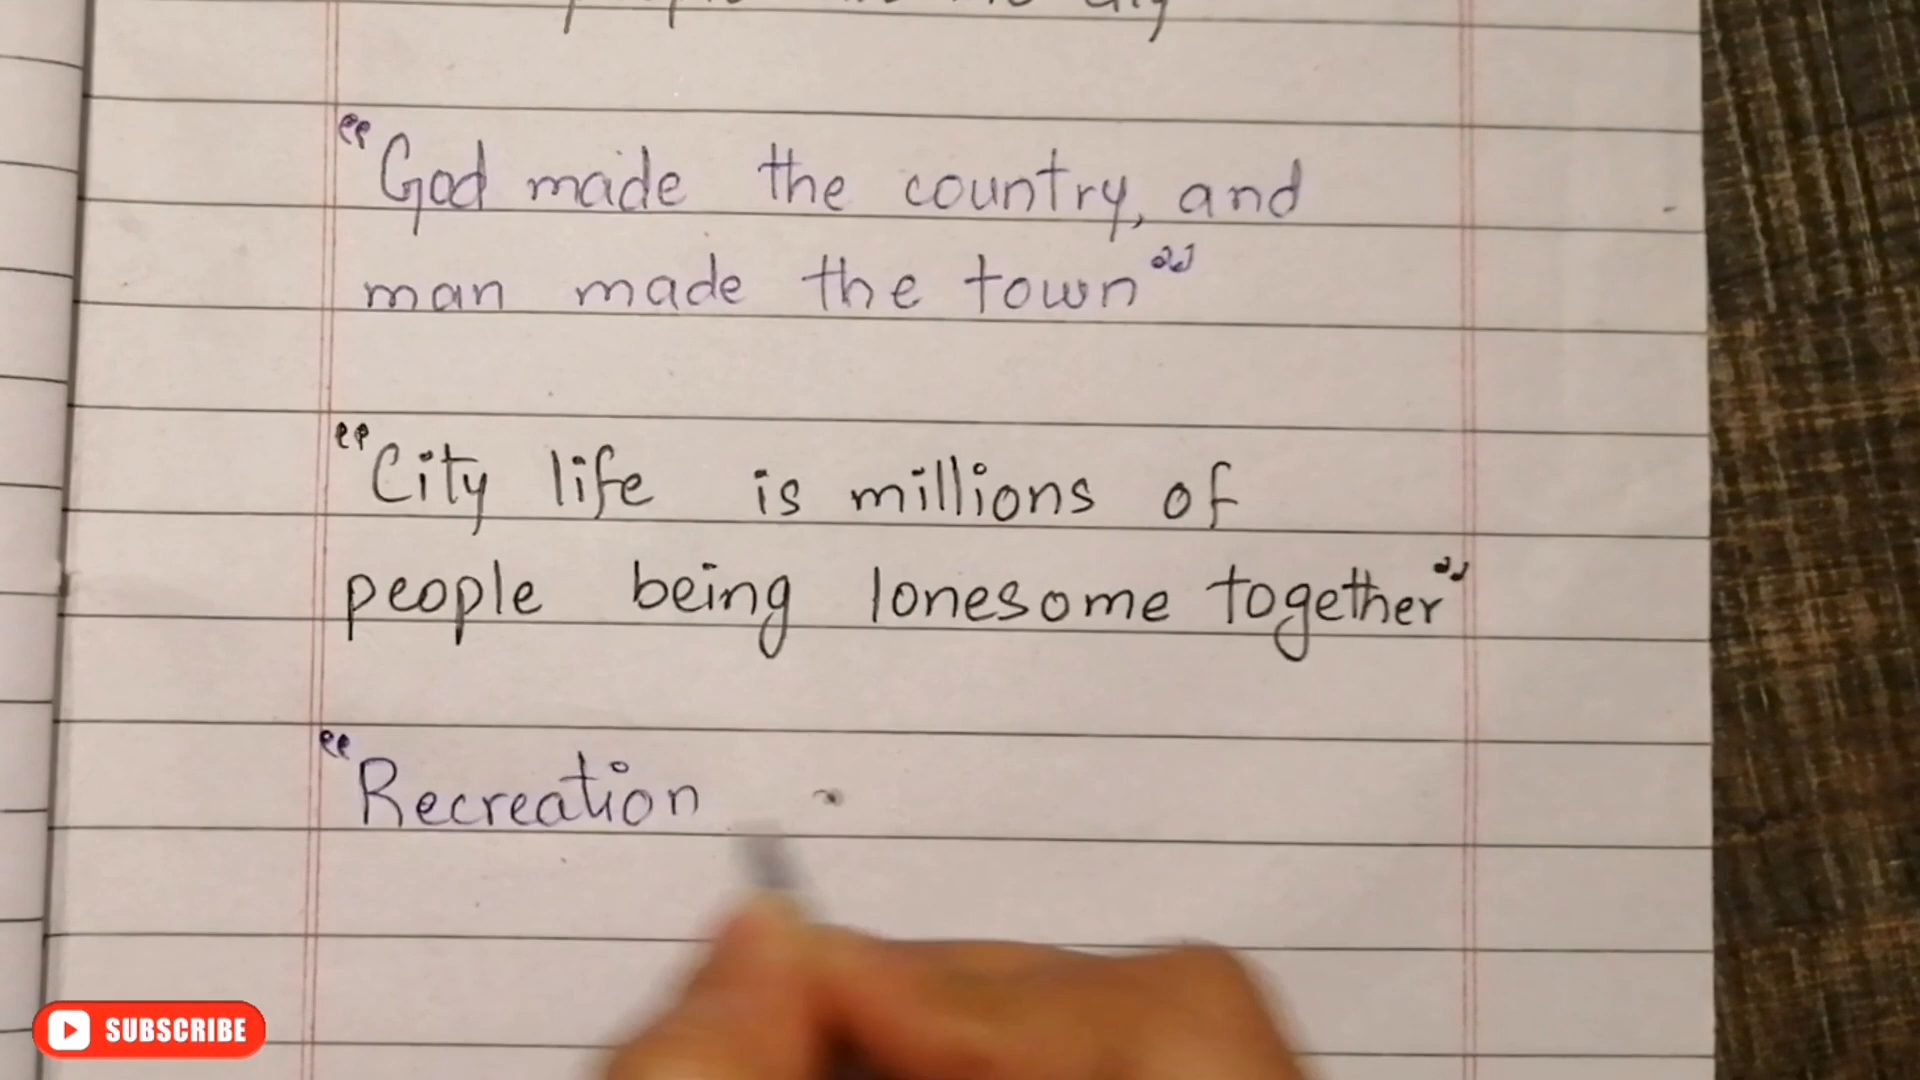 "God made the country, and
man made the town"
"City life is millions of
people being lonesome together"
"Recreation
SUBSCRIBE